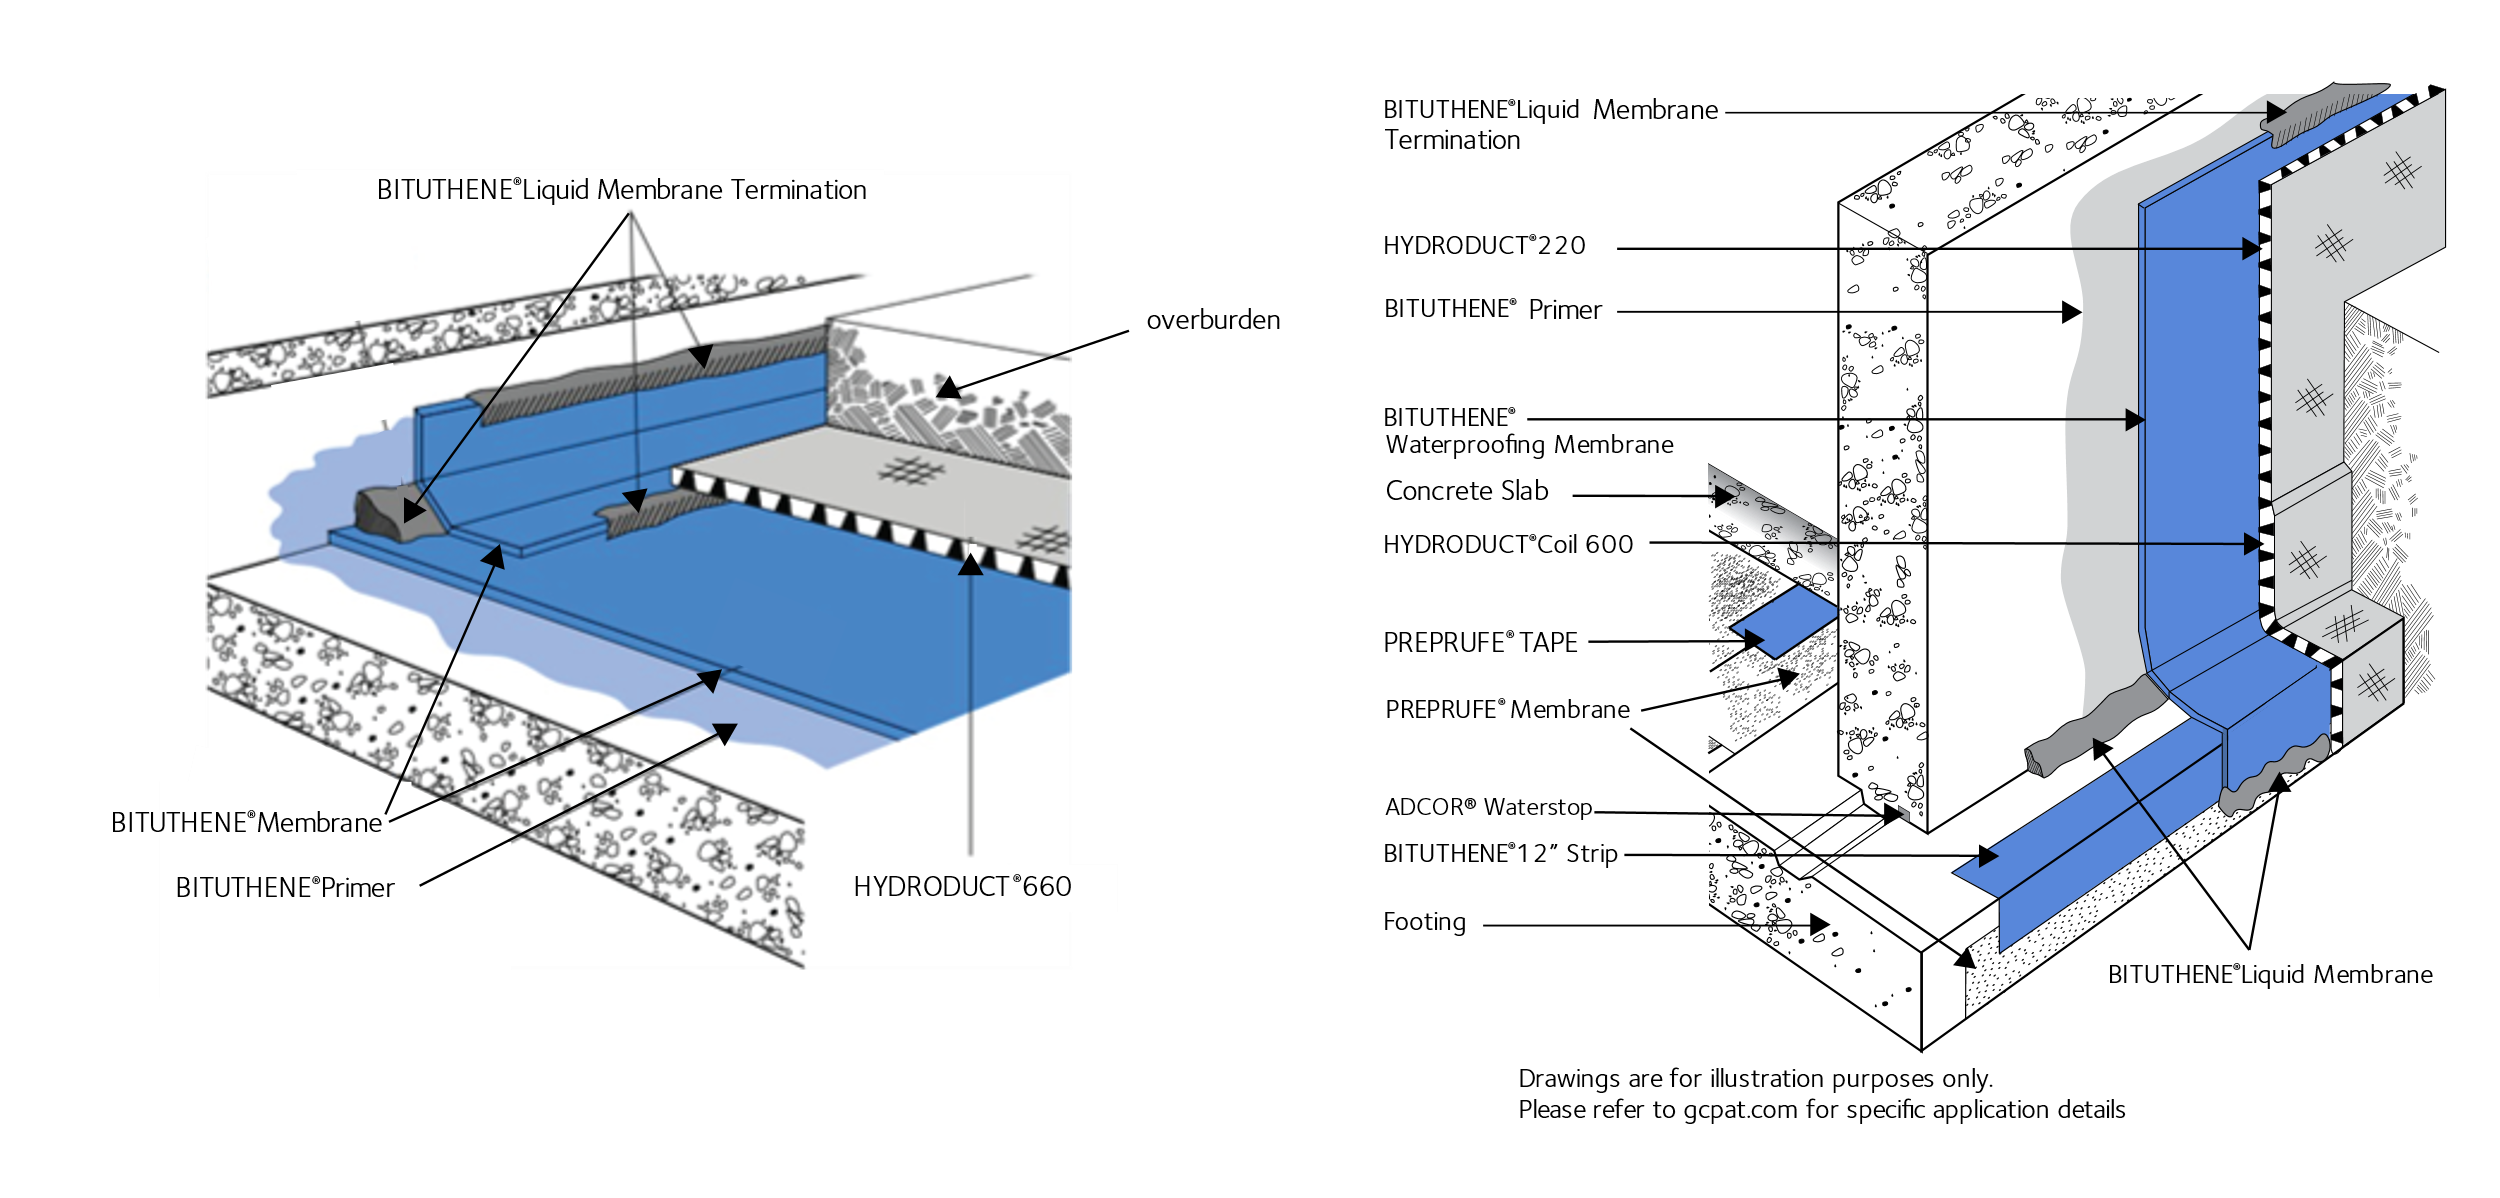 BITUTHENE®Liquid Membrane Termination
overburden
BITUTHENE®Membrane
BITUTHENE®Primer
HYDRODUCT®660
BITUTHENE®Liquid Membrane
Termination
HYDRODUCT®220
BITUTHENE® Primer
BITUTHENE®
Waterproofing Membrane
Concrete Slab
HYDRODUCT®Coil 600
PREPRUFE®TAPE
PREPRUFE®Membrane
ADCOR® Waterstop
BITUTHENE®12” Strip
Footing
BITUTHENE®Liquid Membrane
Drawings are for illustration purposes only.
Please refer to gcpat.com for specific application details